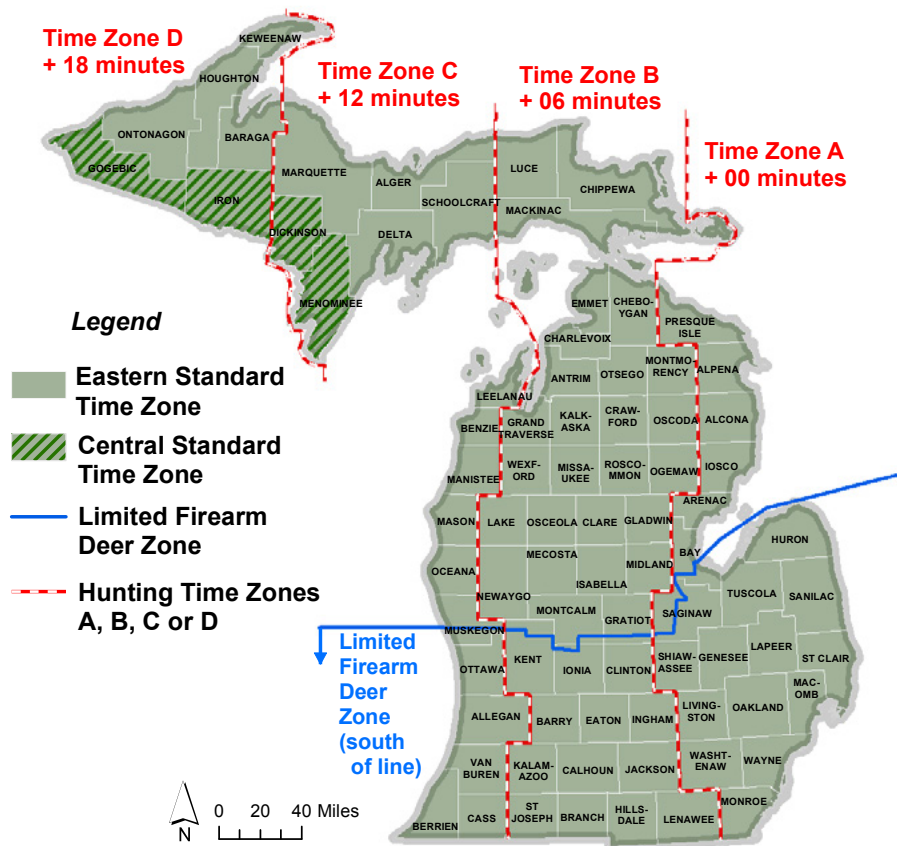 Time Zone D
+ 18 minutes
Time Zone C
+ 12 minutes
Time Zone B
+ 06 minutes
Time Zone A
+ 00 minutes
KEWEENAW
HOUGHTON
ONTONAGON
BARAGA
GOGEBIC
IRON
MARQUETTE
ALGER
SCHOOLCRAFT
LUCE
CHIPPEWA
MACKINAC
DICKINSON
DELTA
MENOMINEE
EMMET
CHEBO-
YGAN
PRESQUE
ISLE
CHARLEVOIX
ANTRIM
OTSEGO
MONTMO-
RENCY
ALPENA
LEELANAU
BENZIE
GRAND
TRAVERSE
KALK-
ASKA
CRAW-
FORD
OSCODA
ALCONA
MANISTEE
WEXF-
ORD
MISSA-
UKEE
ROSCO-
MMON
OGEMAW
IOSCO
ARENAC
MASON
LAKE
OSCEOLA
CLARE
GLADWIN
HURON
OCEANA
NEWAYGO
MECOSTA
ISABELLA
MIDLAND
BAY
TUSCOLA
SANILAC
MUSKEGON
MONTCALM
GRATIOT
SAGINAW
OTTAWA
KENT
IONIA
CLINTON
SHIAW-
ASSEE
GENESEE
LAPEER
ST CLAIR
ALLEGAN
BARRY
EATON
INGHAM
LIVING-
STON
OAKLAND
MAC-
OMB
VAN
BUREN
KALAM-
AZOO
CALHOUN
JACKSON
WASHT-
ENAW
WAYNE
BERRIEN
CASS
ST
JOSEPH
BRANCH
HILLS-
DALE
LENAWEE
MONROE
Legend
Eastern Standard
Time Zone
Central Standard
Time Zone
Limited Firearm
Deer Zone
Hunting Time Zones
A, B, C or D
Limited
Firearm
Deer
Zone
(south
of line)
N
0 20 40 Miles